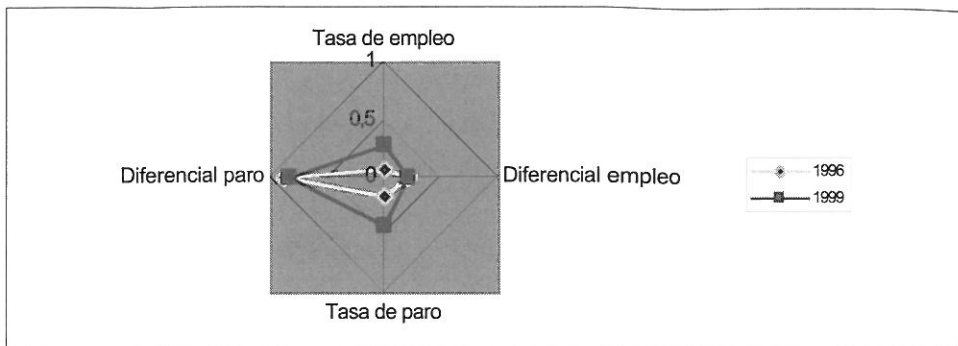 Tasa de empleo
1
0,5
Diferencial paro
0
Diferencial empleo
1996
1999
Tasa de paro